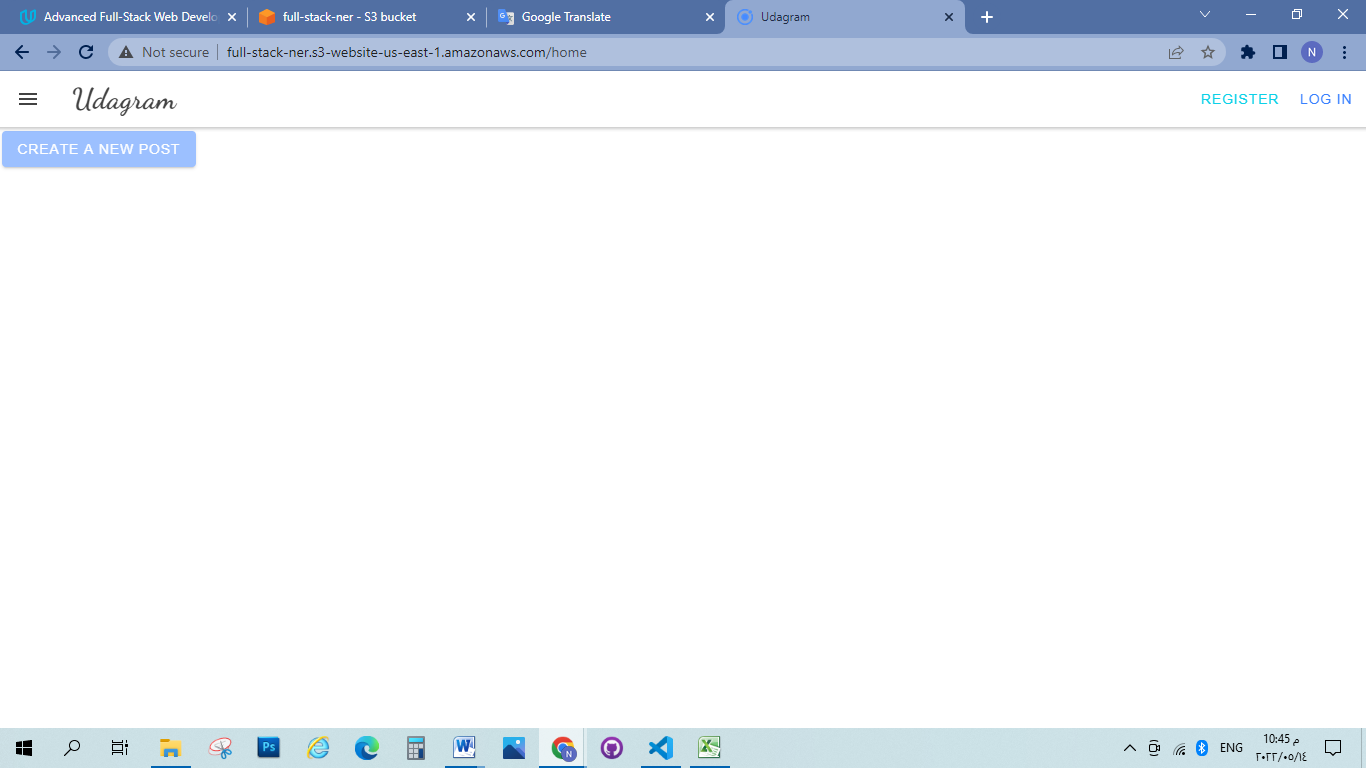 Advanced Full-Stack Web Develo
full-stack-ner - S3 bucket
Google Translate
Udagram
Not secure
full-stack-ner.s3-website-us-east-1.amazonaws.com/home
N
Udagram
REGISTER
LOG IN
CREATE A NEW POST
Ps
N
ENG
10:45 م
٢٠٢٢/٠٥/١٤